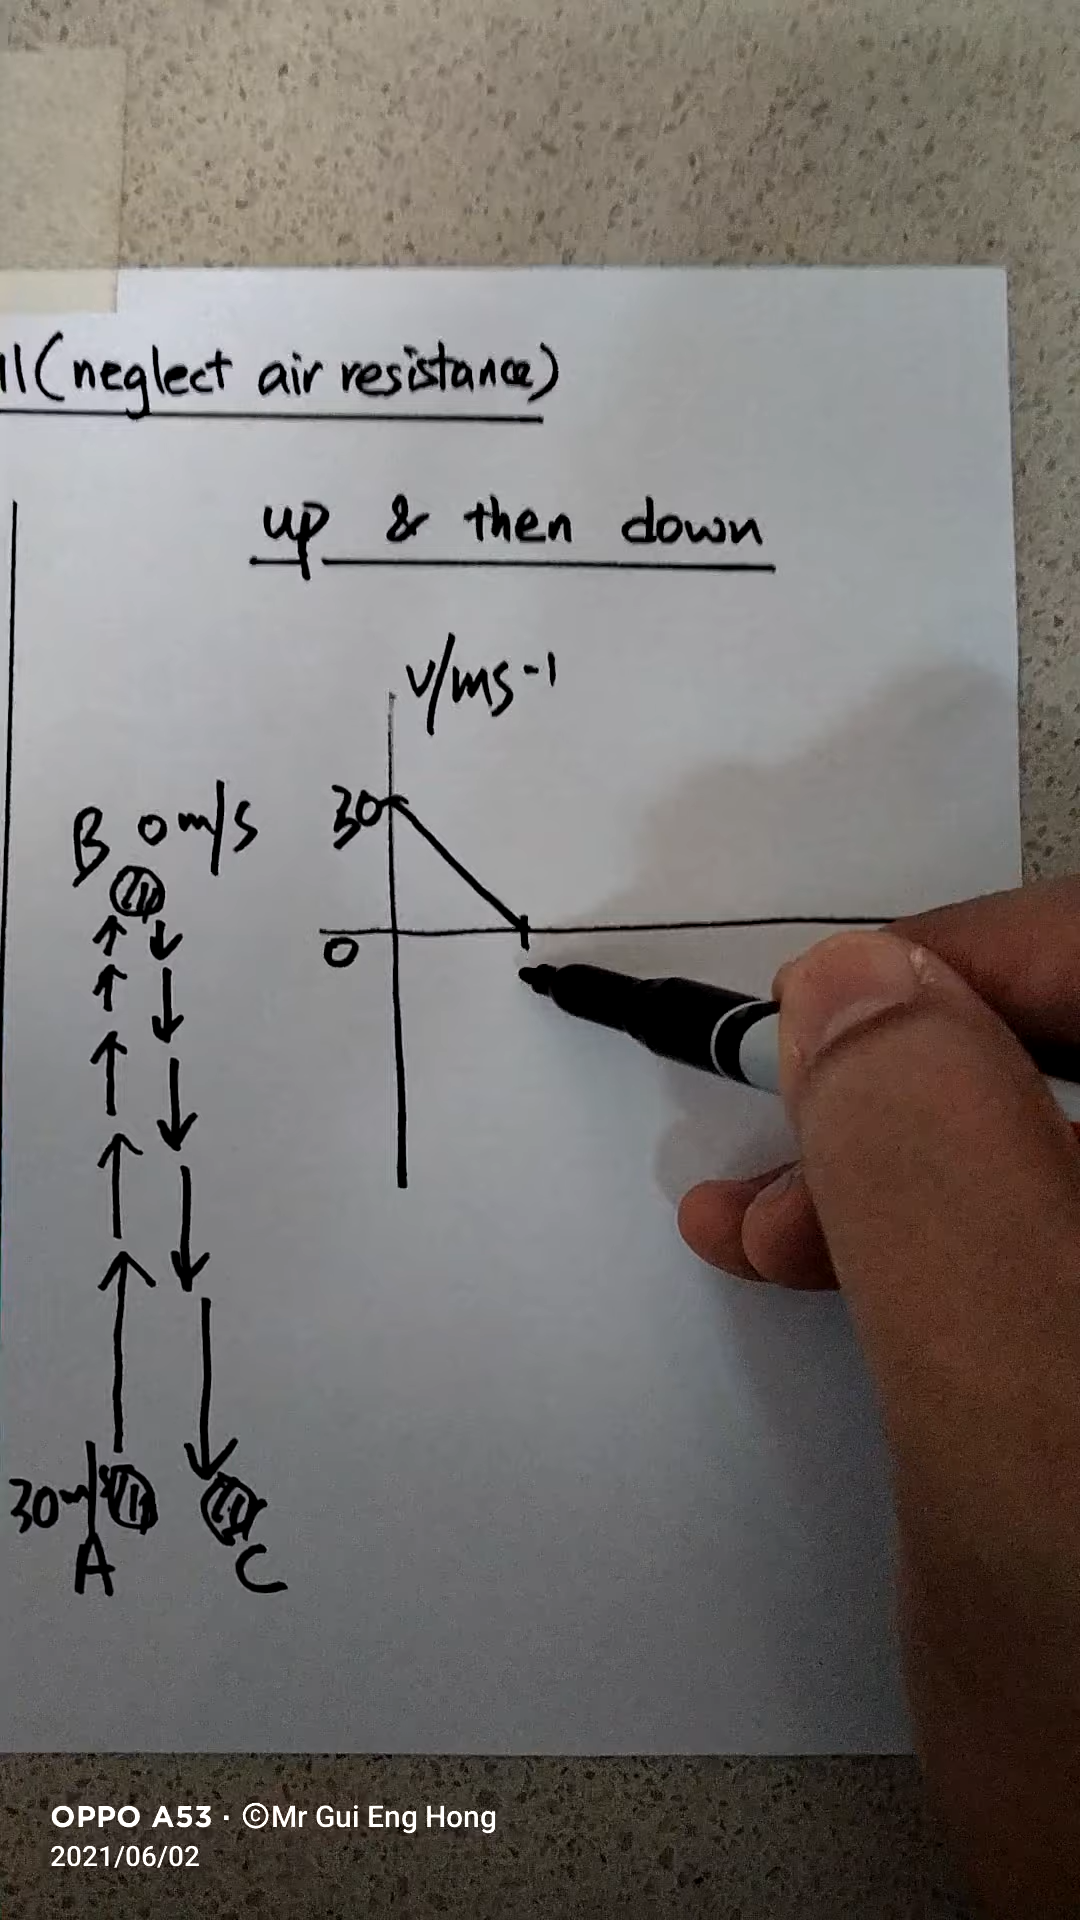 (neglect air resistance)
up & then down
v/ms-1
B 0m/s
30
0
30m/s
A
C
OPPO A53 · ©Mr Gui Eng Hong
2021/06/02